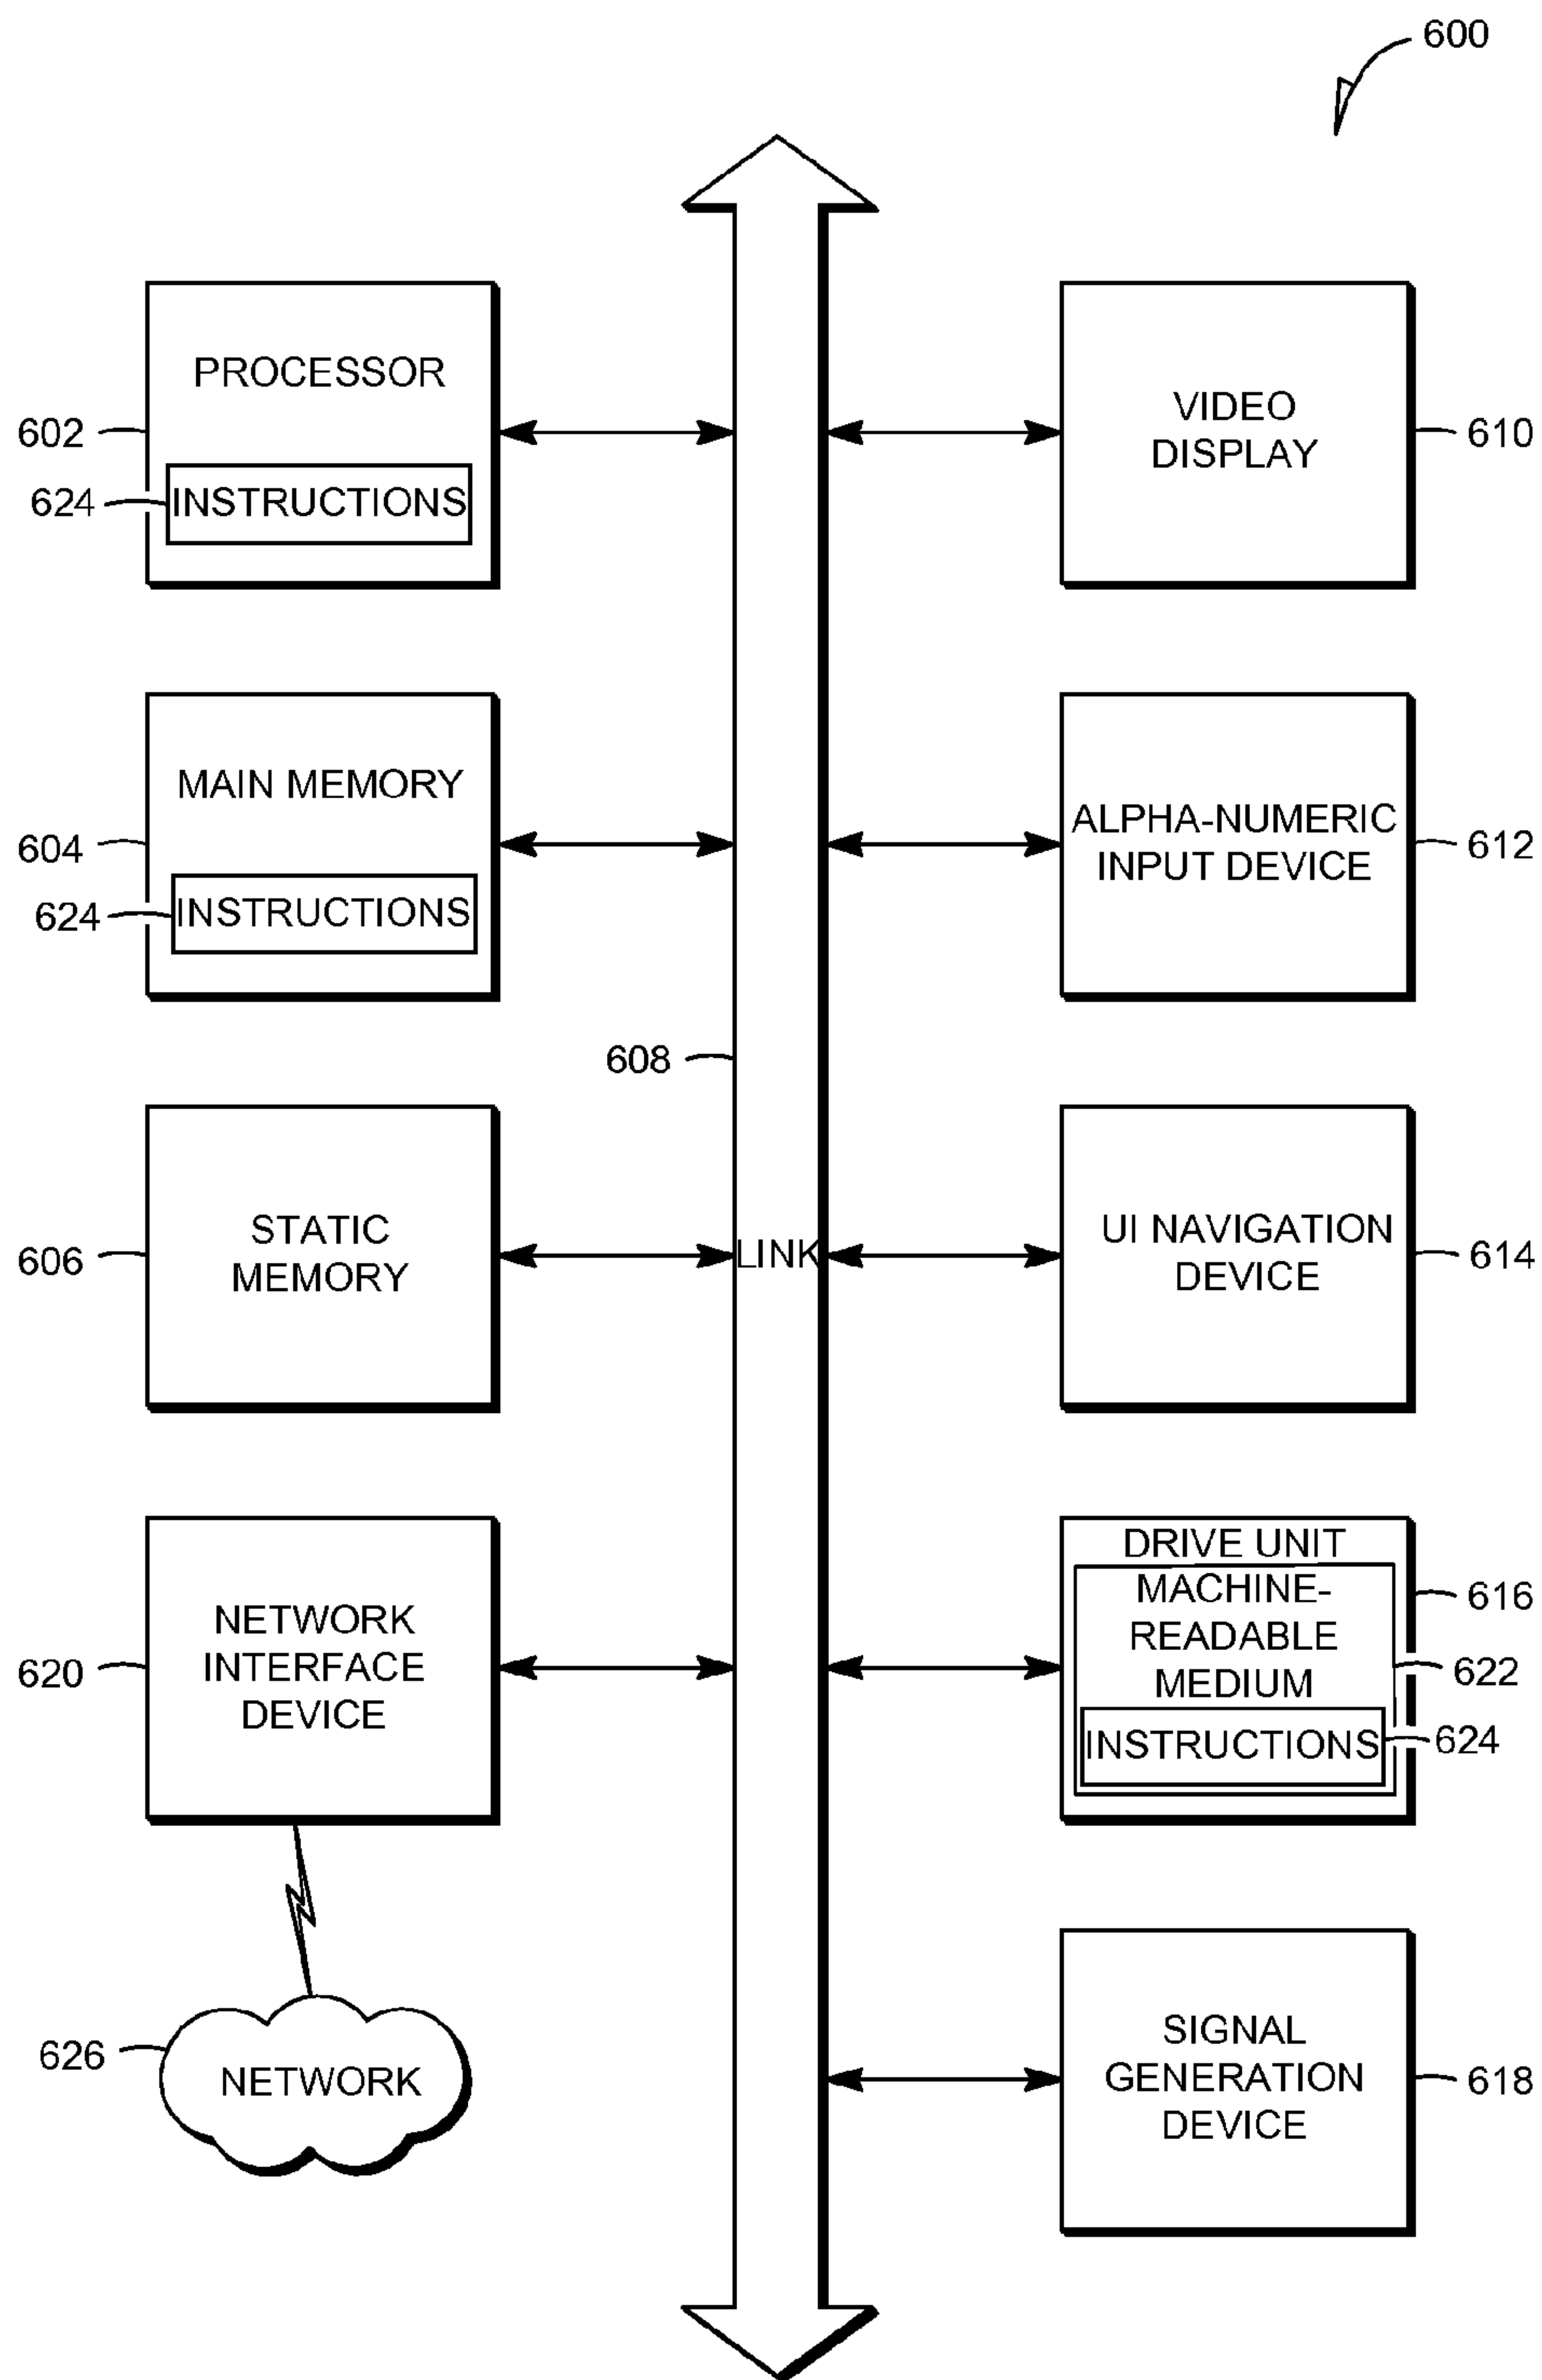 600
PROCESSOR
602
624
INSTRUCTIONS
VIDEO
DISPLAY
610
MAIN MEMORY
604
624
INSTRUCTIONS
ALPHA-NUMERIC
INPUT DEVICE
612
608
STATIC
MEMORY
606
LINK
UI NAVIGATION
DEVICE
614
NETWORK
INTERFACE
DEVICE
620
DRIVE UNIT
MACHINE-
READABLE
MEDIUM
INSTRUCTIONS
616
622
624
626
NETWORK
SIGNAL
GENERATION
DEVICE
618